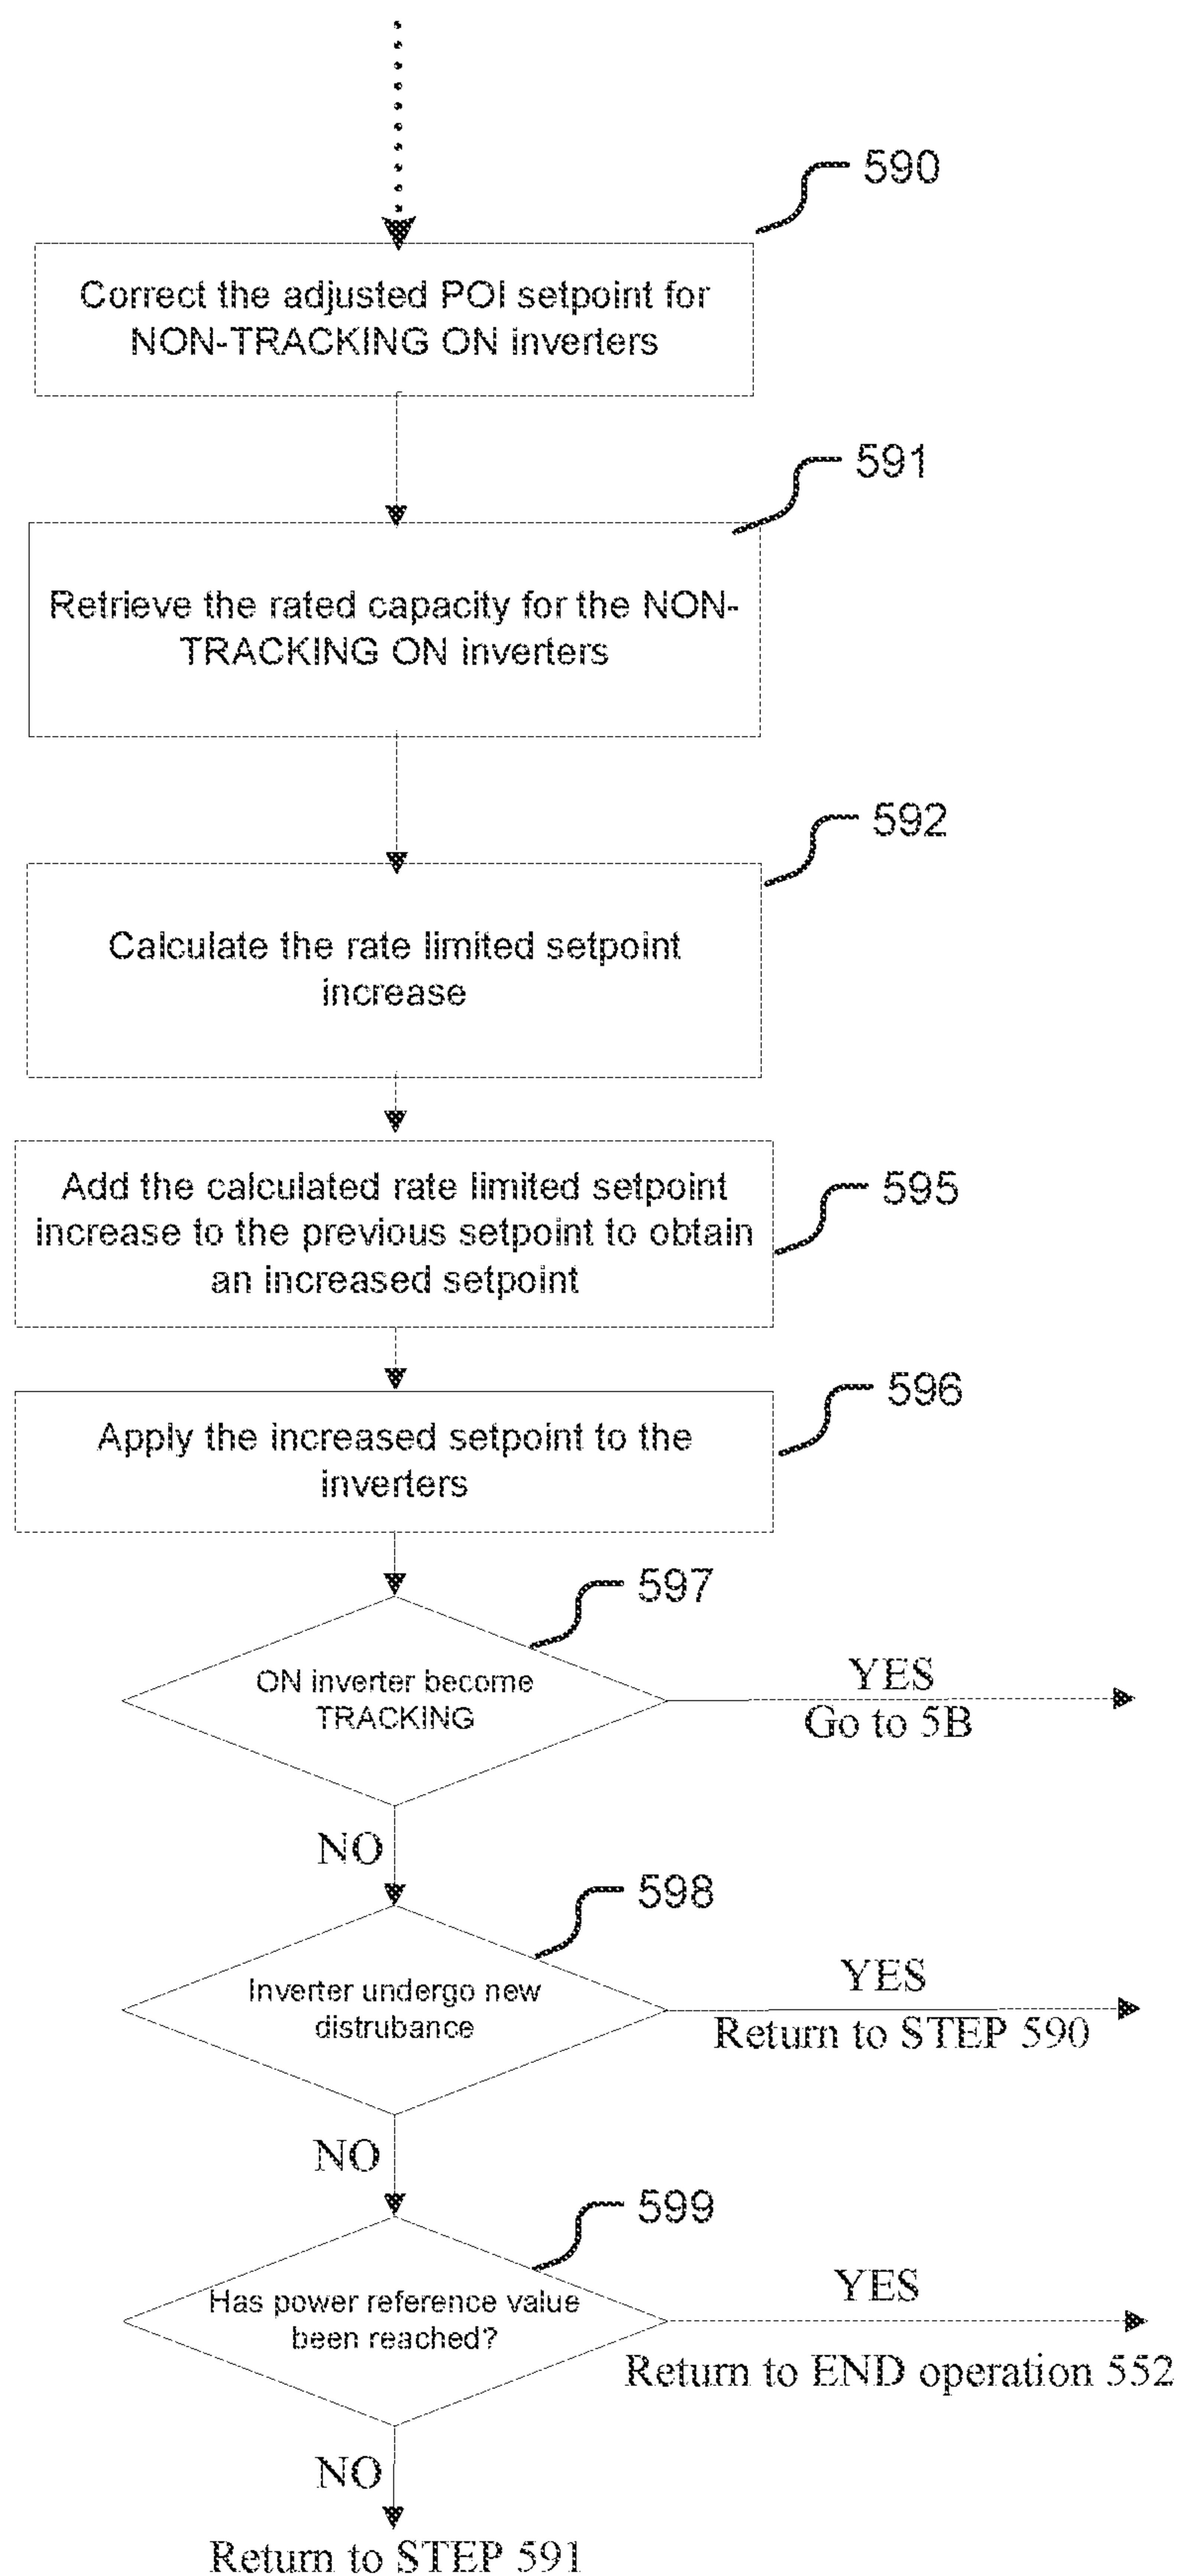 590
Correct the adjusted POI setpoint for
NON-TRACKING ON inverters
591
Retrieve the rated capacity for the NON-
TRACKING ON inverters
592
Calculate the rate limited setpoint
increase
595
Add the calculated rate limited setpoint
increase to the previous setpoint to obtain
an increased setpoint
596
Apply the increased setpoint to the
inverters
597
ON inverter become
TRACKING
YES
Go to 5B
NO
598
Inverter undergo new
distrubance
YES
Return to STEP 590
NO
599
Has power reference value
been reached?
YES
Return to END operation 552
NO
Return to STEP 591